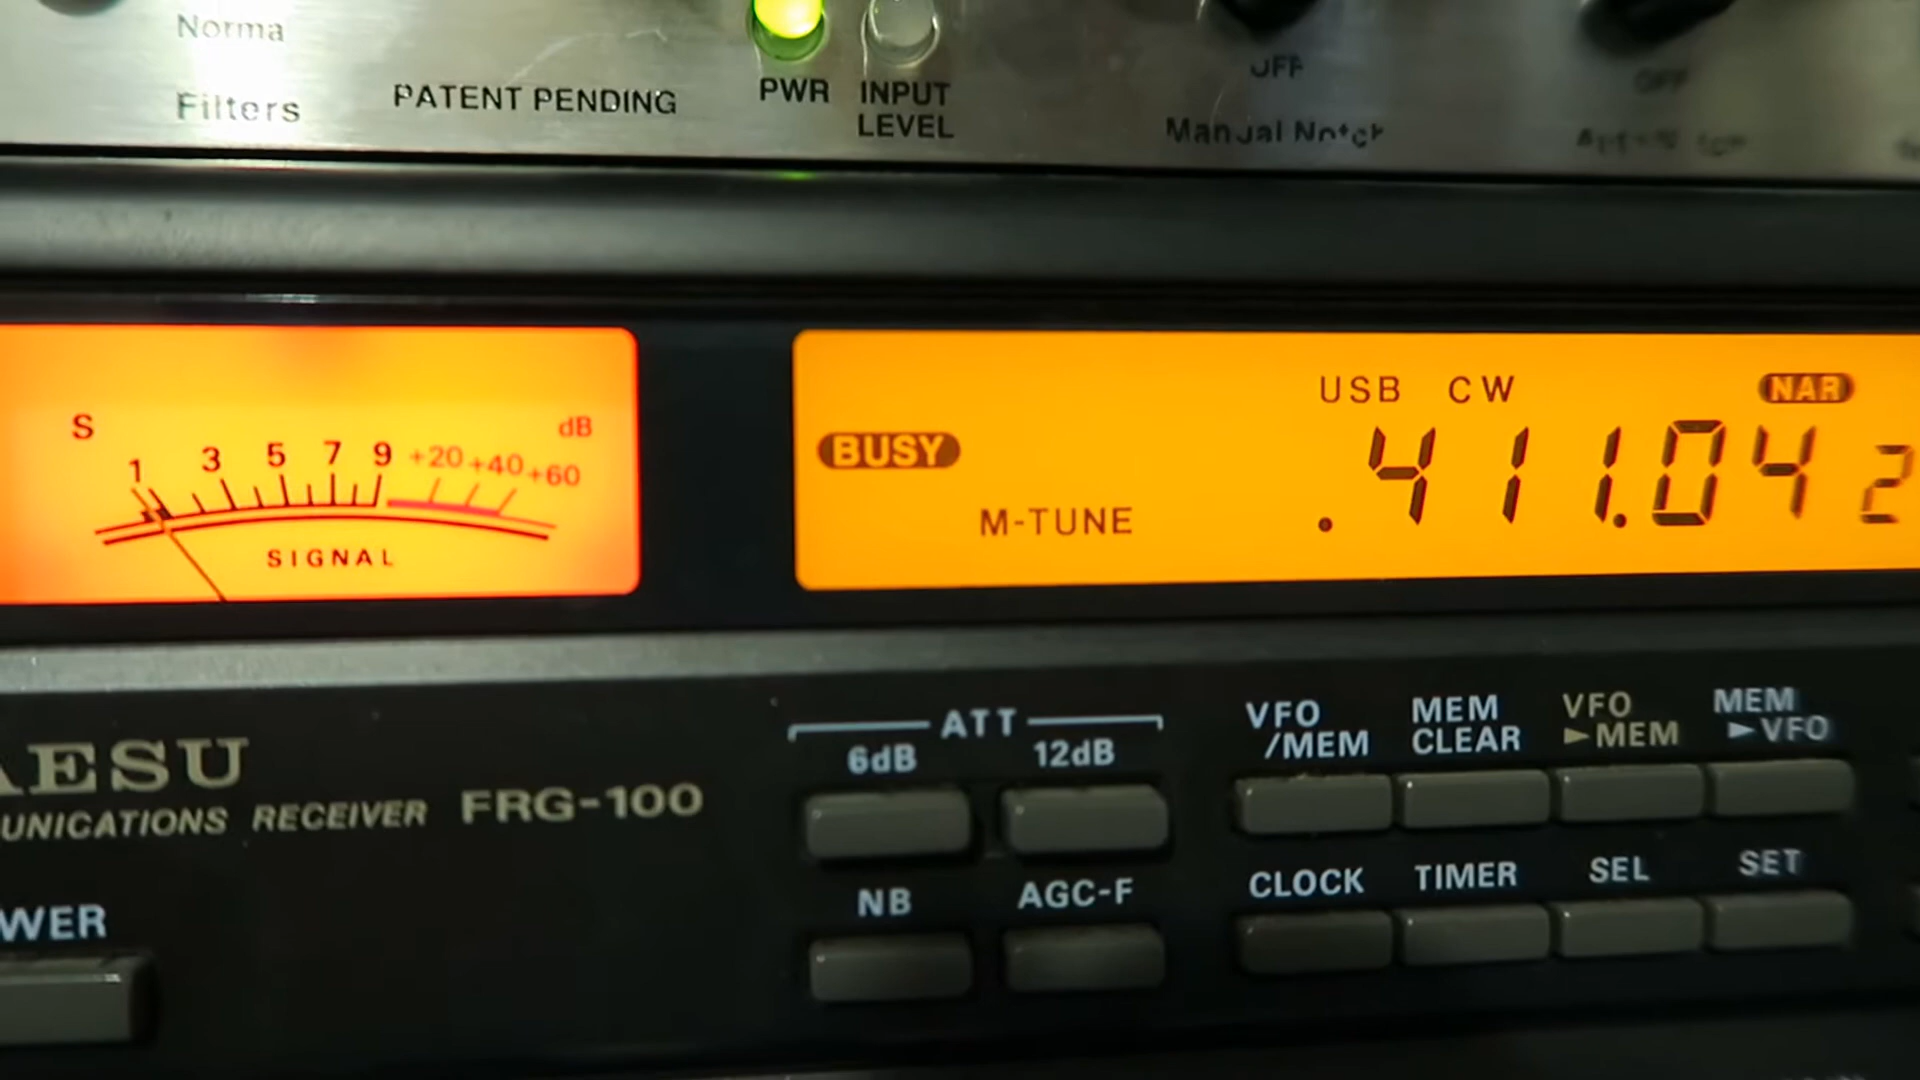 Norma
Filters
PATENT PENDING
PWR
INPUT
LEVEL
OFF
Manual Notch
OFF
S
dB
1 3 5 7 9 +20 +40 +60
SIGNAL
USB CW NAR
BUSY
.411.042
M-TUNE
AESU
UNICATIONS RECEIVER FRG-100
WER
ATT
6dB 12dB
NB AGC-F
VFO
/MEM
MEM
CLEAR
VFO
►MEM
MEM
►VFO
CLOCK TIMER SEL SET